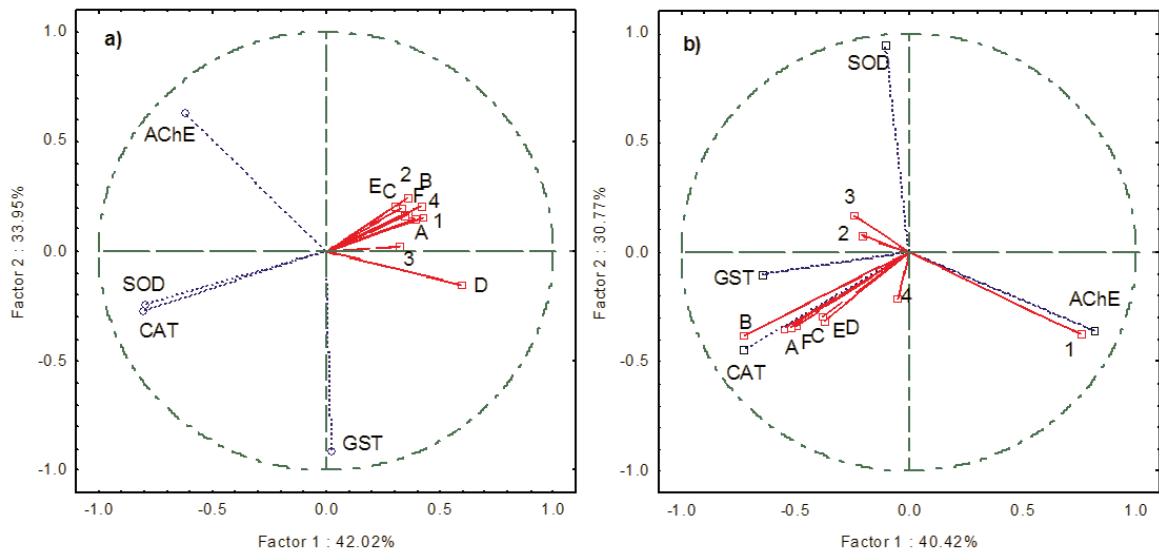 a)
1.0
0.5
0.0
-0.5
-1.0
Factor 2 : 33.95%
AChE
SOD
CAT
GST
E C 2 F B
4
A 1
3
D
-1.0 -0.5 0.0 0.5 1.0
Factor 1 : 42.02%
b)
1.0
0.5
0.0
-0.5
-1.0
Factor 2 : 30.77%
SOD
3
2
GST
4
AChE
1
B
A F C E D
CAT
-1.0 -0.5 0.0 0.5 1.0
Factor 1 : 40.42%